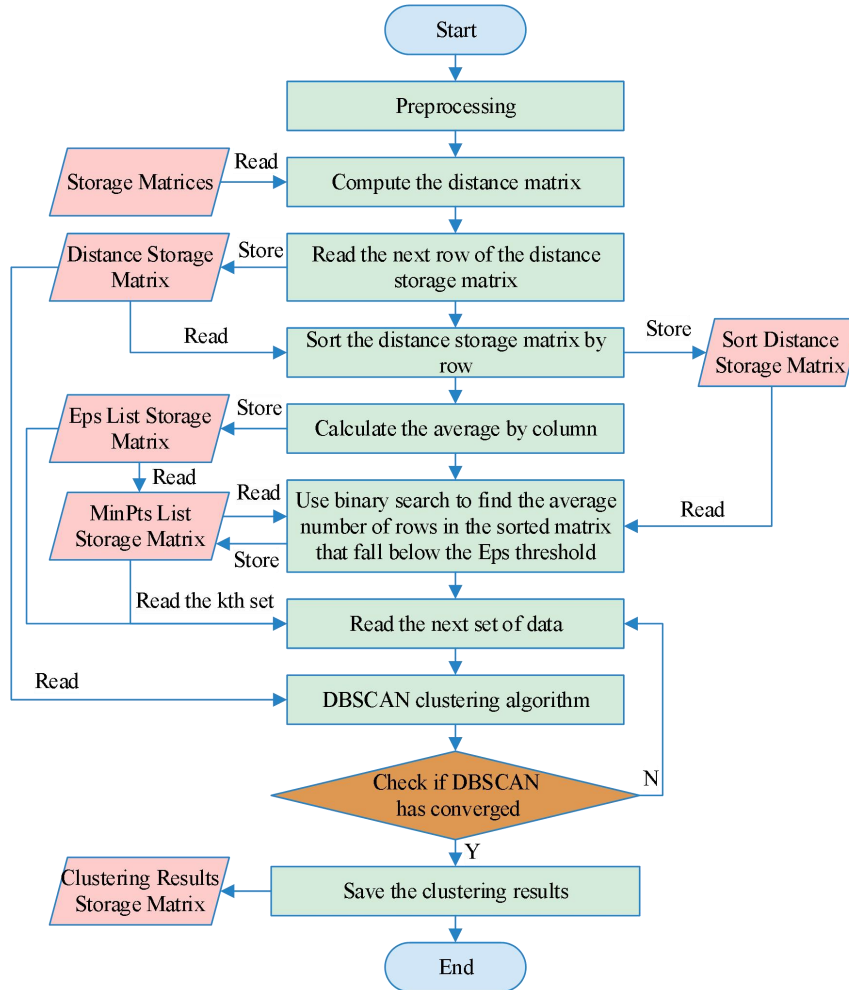 Start
Preprocessing
Storage Matrices
Read
Compute the distance matrix
Distance Storage
Matrix
Store
Read the next row of the distance
storage matrix
Read
Sort the distance storage matrix by
row
Store
Sort Distance
Storage Matrix
Eps List Storage
Matrix
Store
Calculate the average by column
Read
MinPts List
Storage Matrix
Read
Store
Use binary search to find the average
number of rows in the sorted matrix
that fall below the Eps threshold
Read
Read the kth set
Read the next set of data
Read
DBSCAN clustering algorithm
Check if DBSCAN
has converged
N
Y
Clustering Results
Storage Matrix
Save the clustering results
End